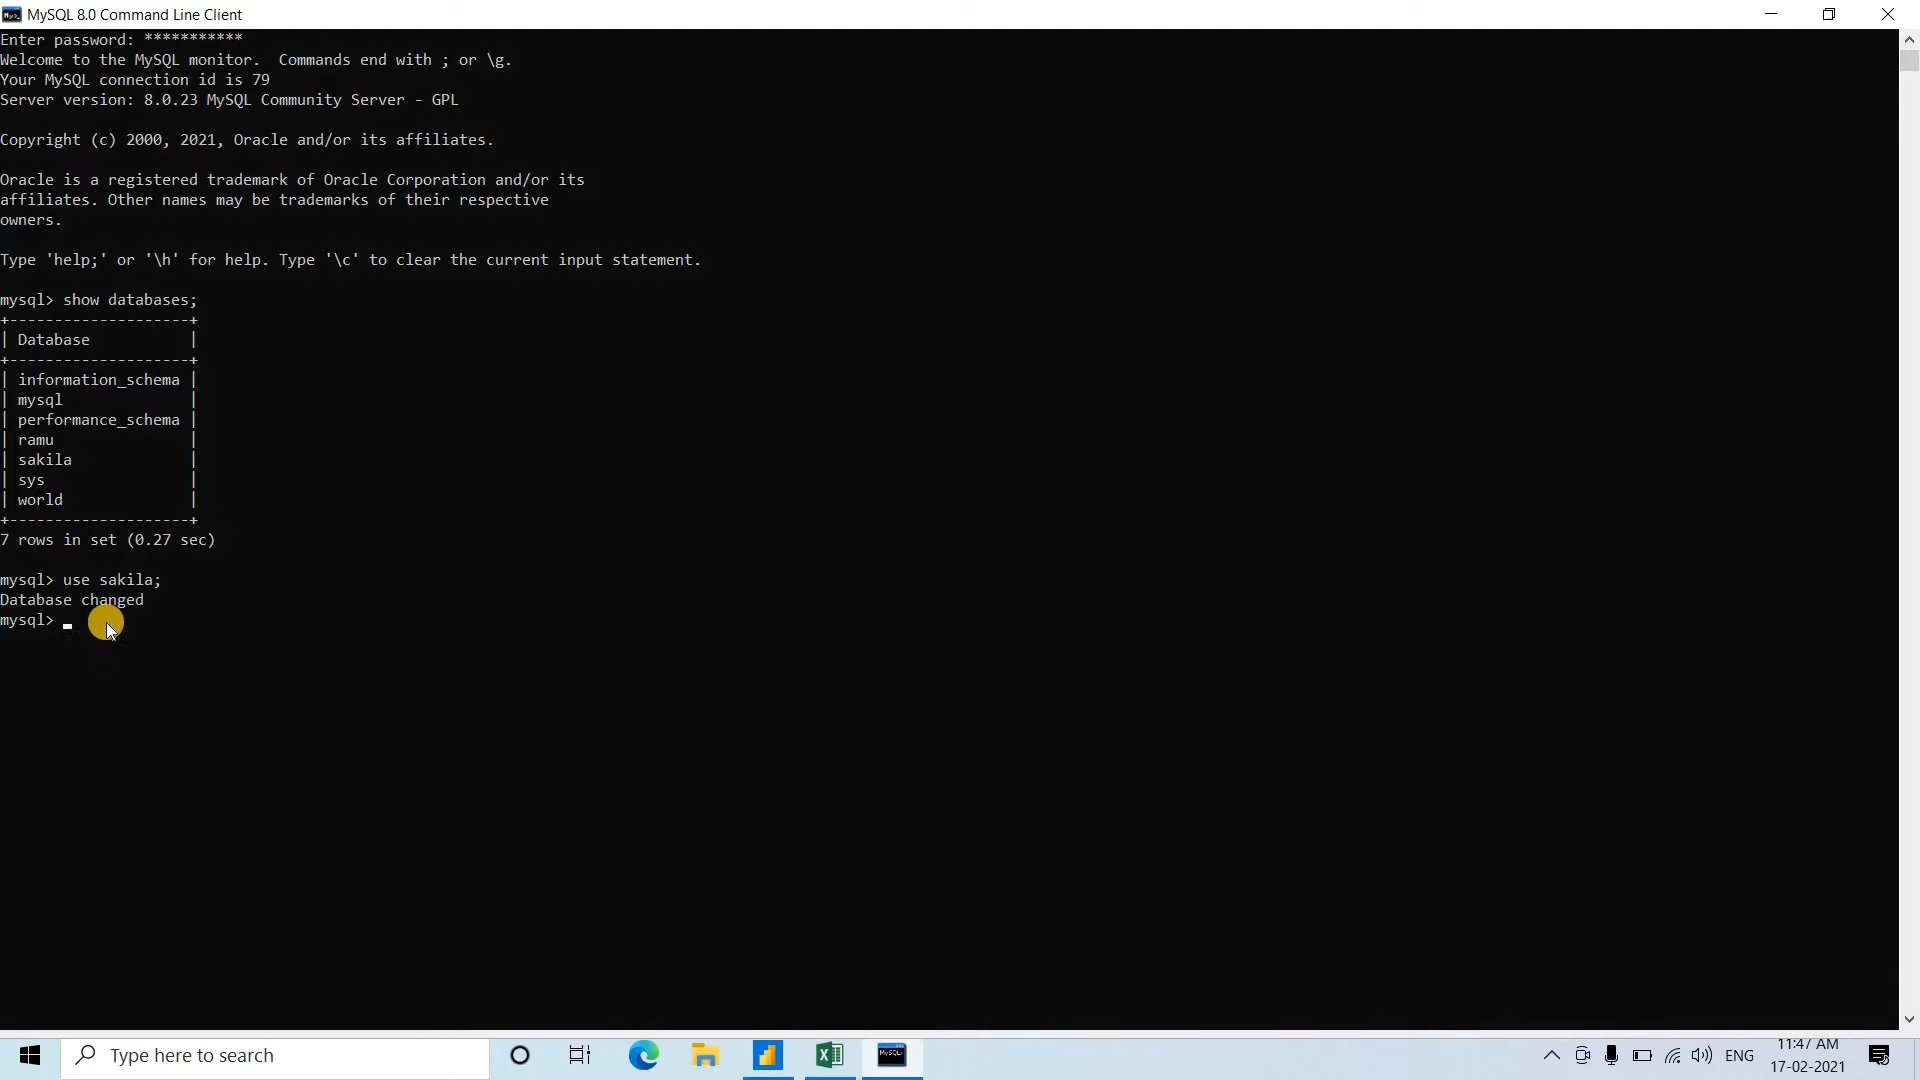 MySQL 8.0 Command Line Client
Enter password: ***********
Welcome to the MySQL monitor.  Commands end with ; or \g.
Your MySQL connection id is 79
Server version: 8.0.23 MySQL Community Server - GPL
Copyright (c) 2000, 2021, Oracle and/or its affiliates.
Oracle is a registered trademark of Oracle Corporation and/or its
affiliates. Other names may be trademarks of their respective
owners.
Type 'help;' or '\h' for help. Type '\c' to clear the current input statement.
mysql> show databases;
+--------------------+
| Database           |
+--------------------+
| information_schema |
| mysql              |
| performance_schema |
| ramu               |
| sakila             |
| sys                |
| world              |
+--------------------+
7 rows in set (0.27 sec)
mysql> use sakila;
Database changed
mysql> _
Type here to search
ENG
11:47 AM
17-02-2021